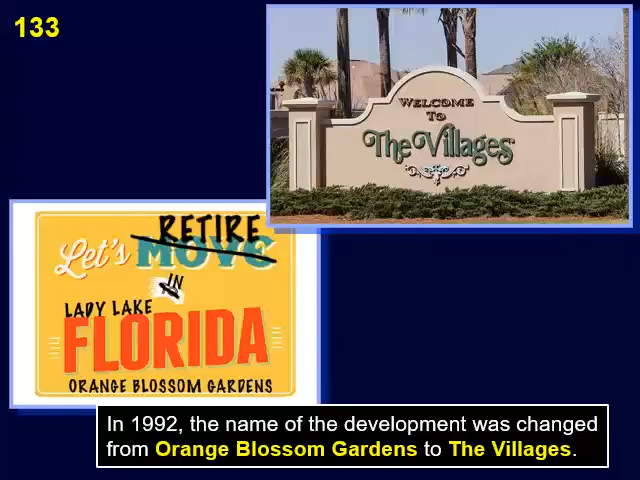 133
WELCOME
TO
The Villages
RETIRE
Let's MOVE
IN
LADY LAKE
FLORIDA
ORANGE BLOSSOM GARDENS
In 1992, the name of the development was changed
from Orange Blossom Gardens to The Villages.